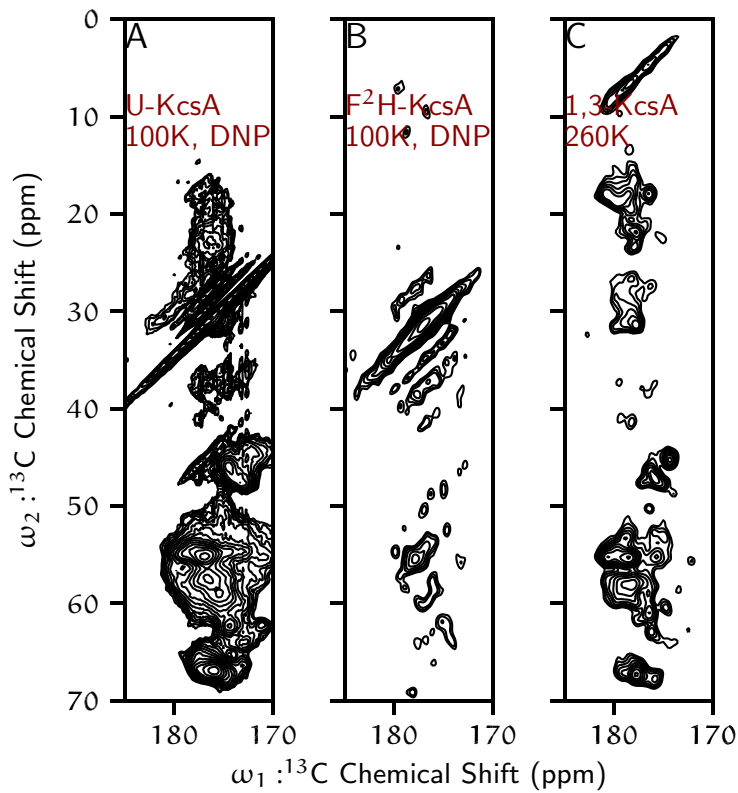 A
B
C
U-KcsA
100K, DNP
F²H-KcsA
100K, DNP
1,3-KcsA
260K
0
10
20
30
40
50
60
70
ω₂ :¹³C Chemical Shift (ppm)
180
170
180
170
180
170
ω₁ :¹³C Chemical Shift (ppm)